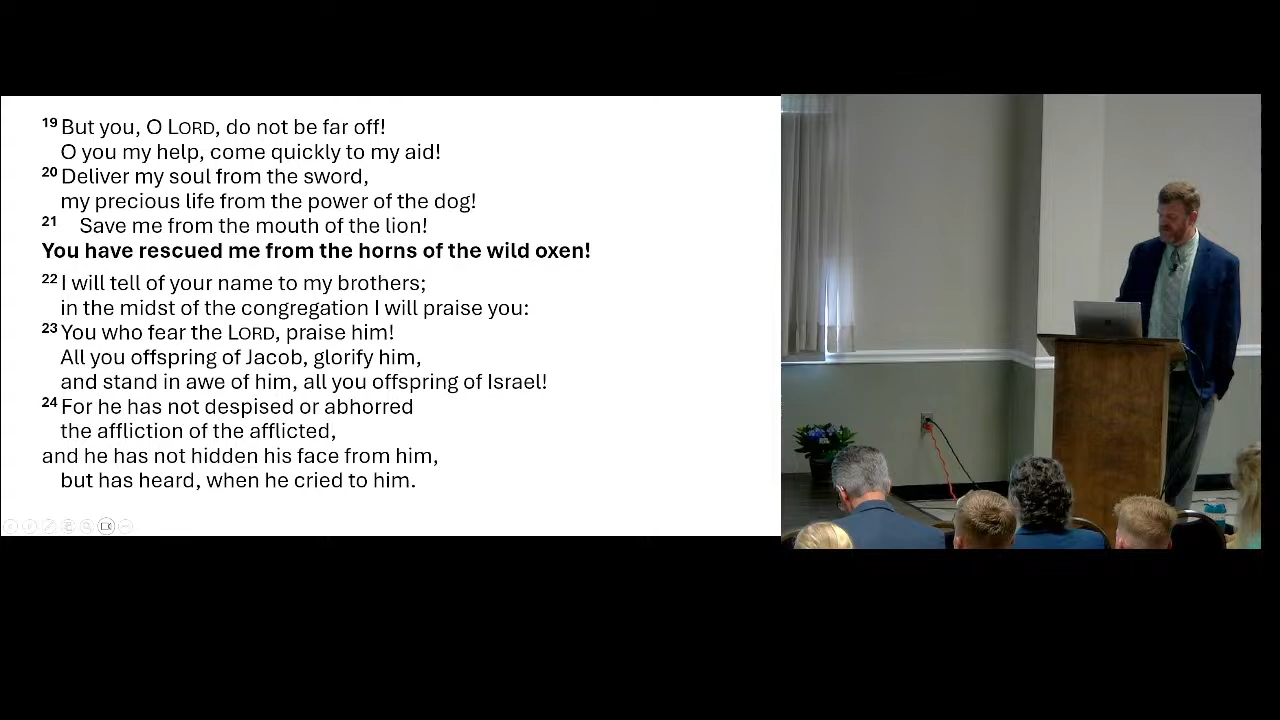 19 But you, O LORD, do not be far off!
O you my help, come quickly to my aid!
20 Deliver my soul from the sword,
my precious life from the power of the dog!
21 Save me from the mouth of the lion!
You have rescued me from the horns of the wild oxen!
22 I will tell of your name to my brothers;
in the midst of the congregation I will praise you:
23 You who fear the LORD, praise him!
All you offspring of Jacob, glorify him,
and stand in awe of him, all you offspring of Israel!
24 For he has not despised or abhorred
the affliction of the afflicted,
and he has not hidden his face from him,
but has heard, when he cried to him.